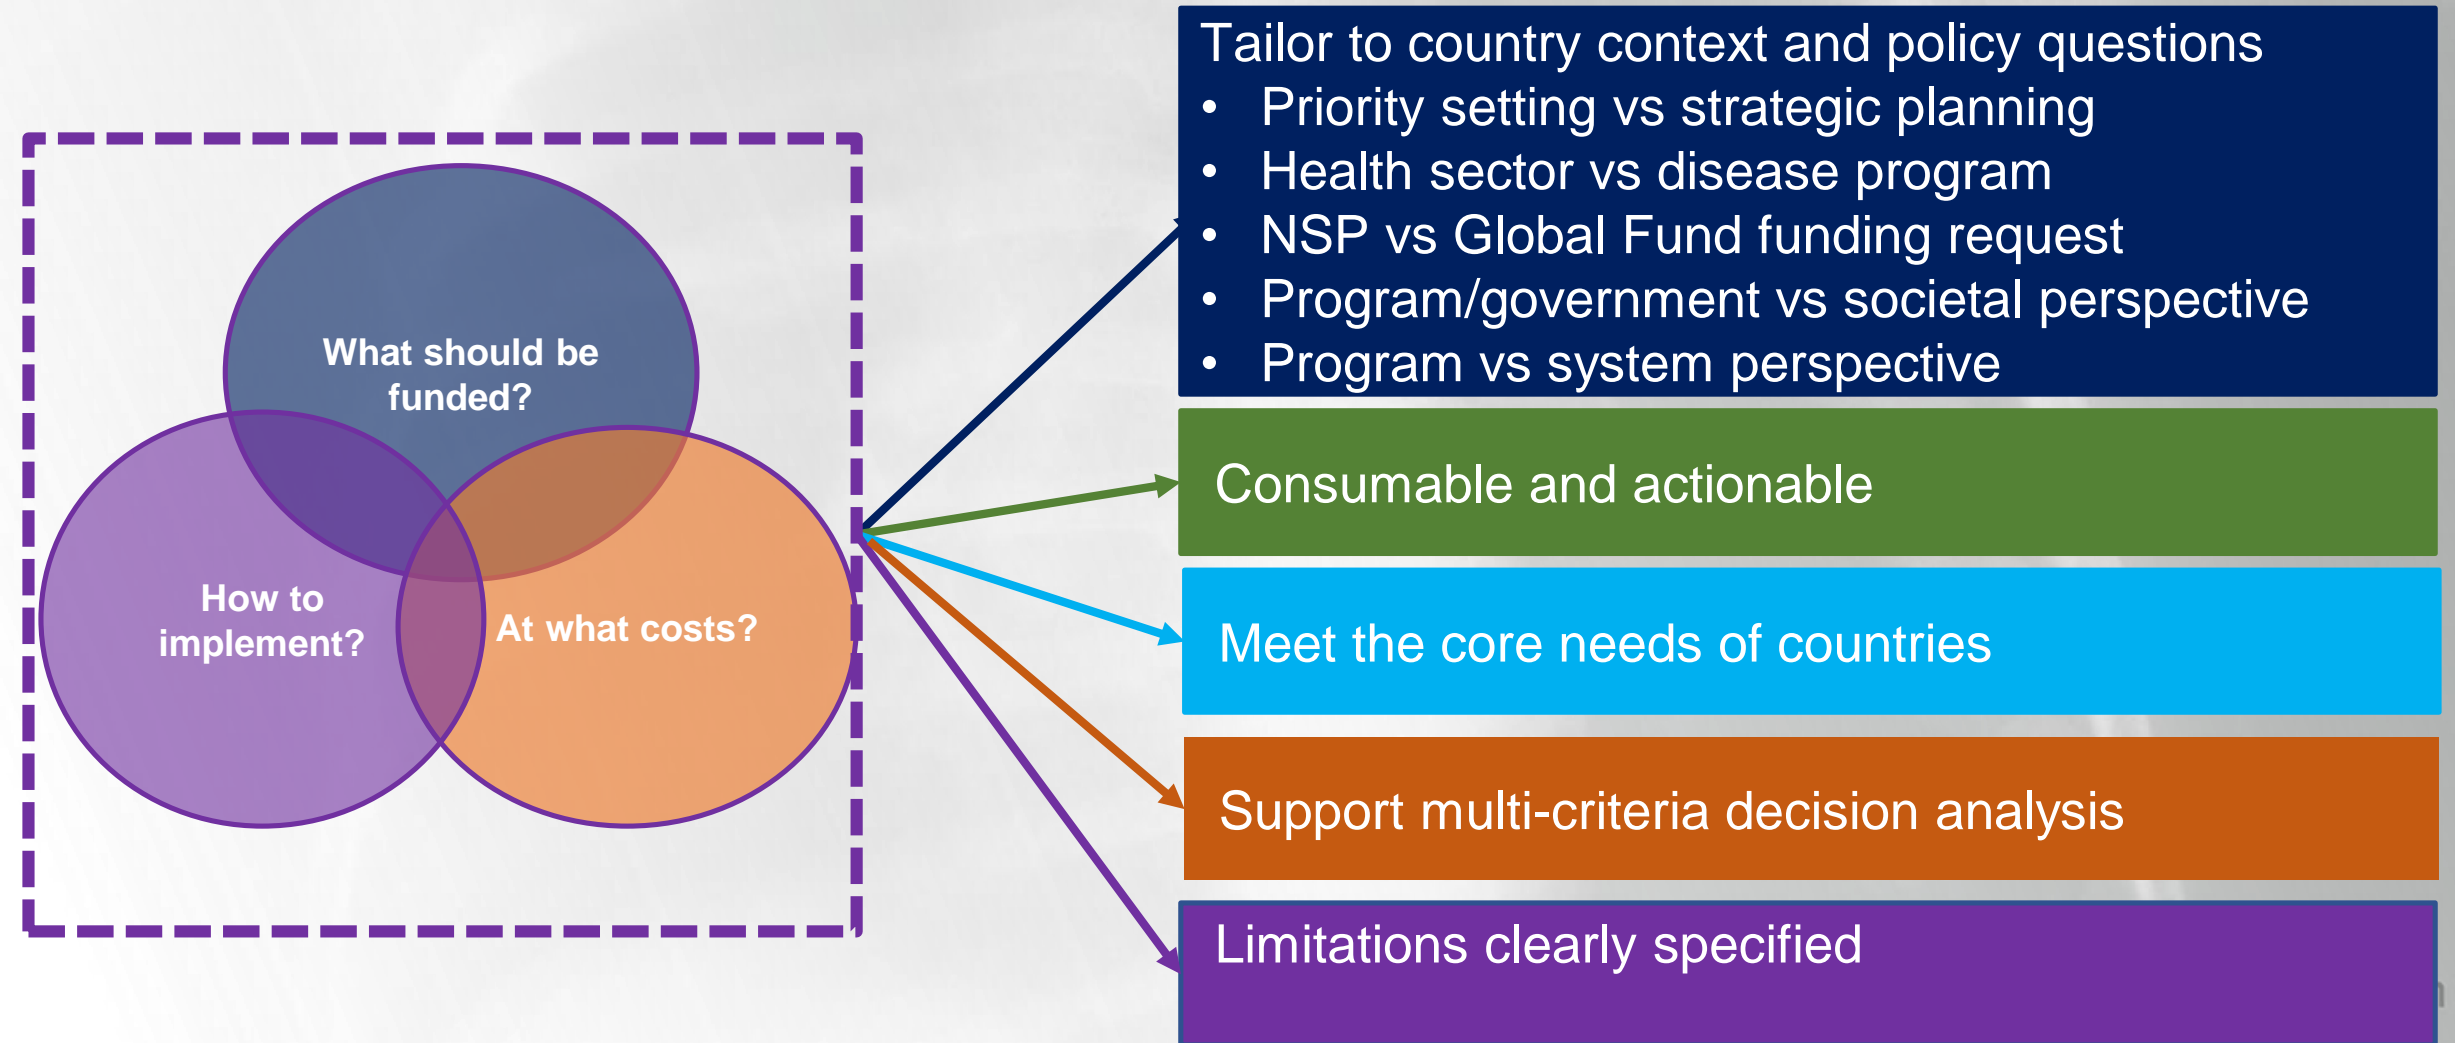 What should be
funded?
How to
implement?
At what costs?
Tailor to country context and policy questions
• Priority setting vs strategic planning
• Health sector vs disease program
• NSP vs Global Fund funding request
• Program/government vs societal perspective
• Program vs system perspective
Consumable and actionable
Meet the core needs of countries
Support multi-criteria decision analysis
Limitations clearly specified